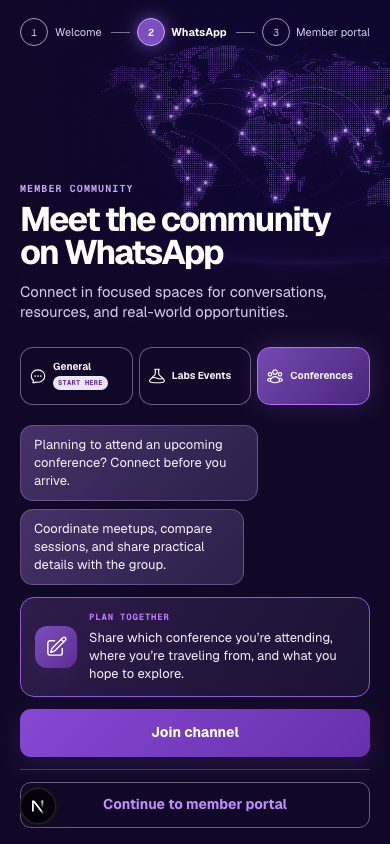 1 Welcome 2 WhatsApp 3 Member portal
MEMBER COMMUNITY
Meet the community
on WhatsApp
Connect in focused spaces for conversations,
resources, and real-world opportunities.
General
START HERE
Labs Events
Conferences
Planning to attend an upcoming
conference? Connect before you
arrive.
Coordinate meetups, compare
sessions, and share practical
details with the group.
PLAN TOGETHER
Share which conference you’re attending,
where you’re traveling from, and what you
hope to explore.
Join channel
N
Continue to member portal